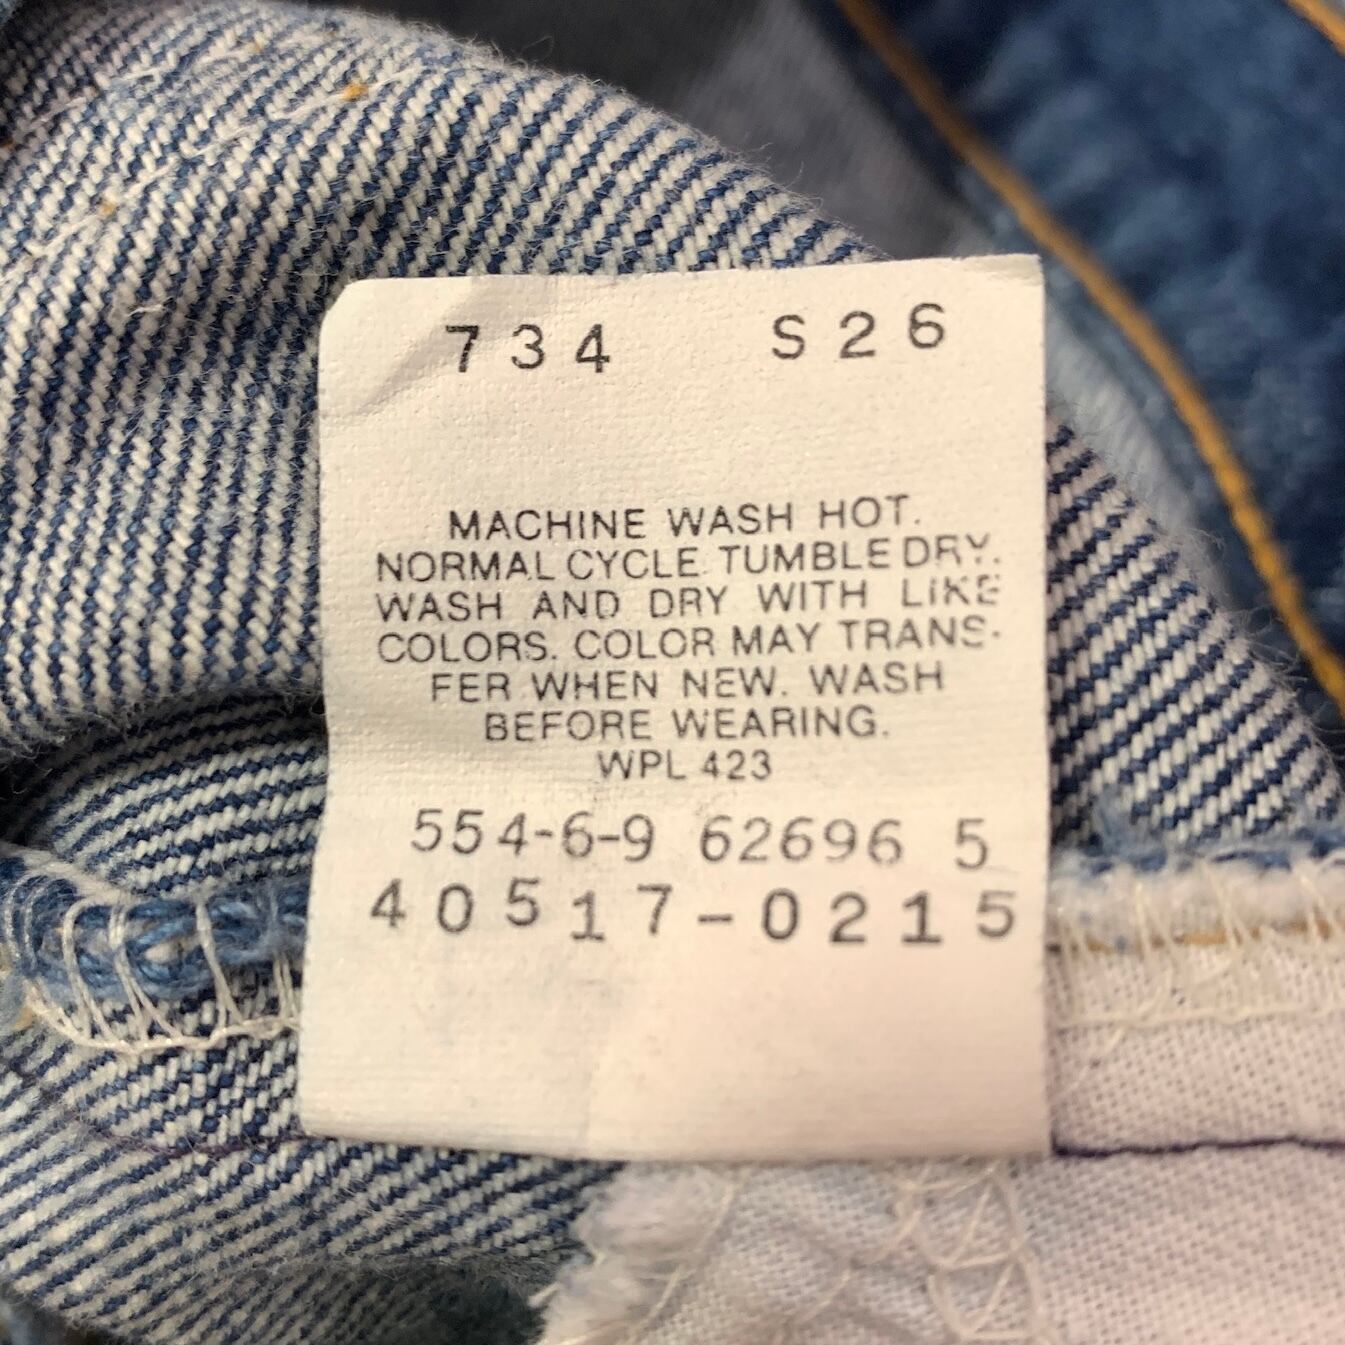 734 S26
MACHINE WASH HOT.
NORMAL CYCLE. TUMBLE DRY.
WASH AND DRY WITH LIKE
COLORS. COLOR MAY TRANS-
FER WHEN NEW. WASH
BEFORE WEARING.
WPL 423
554-6-9 62696 5
40517-0215